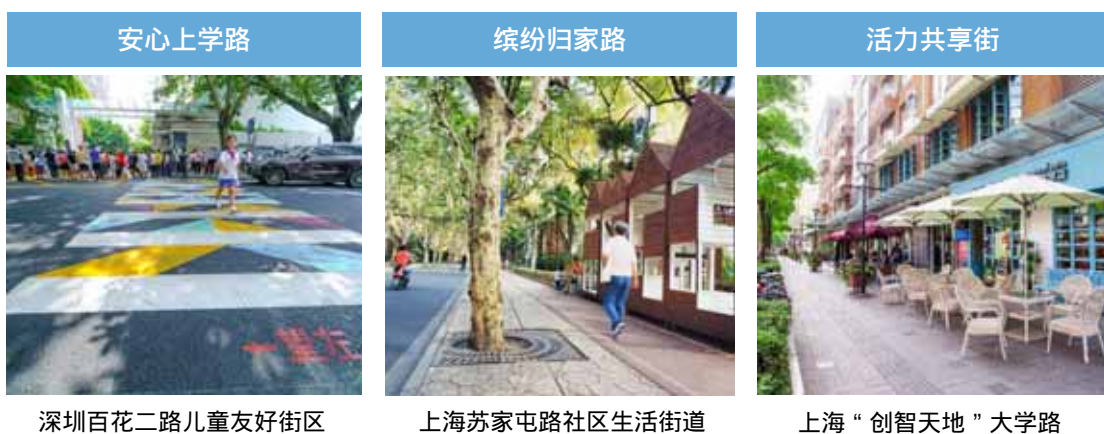 安心上学路
缤纷归家路
活力共享街
深圳百花二路儿童友好街区
上海苏家屯路社区生活街道
上海“创智天地”大学路